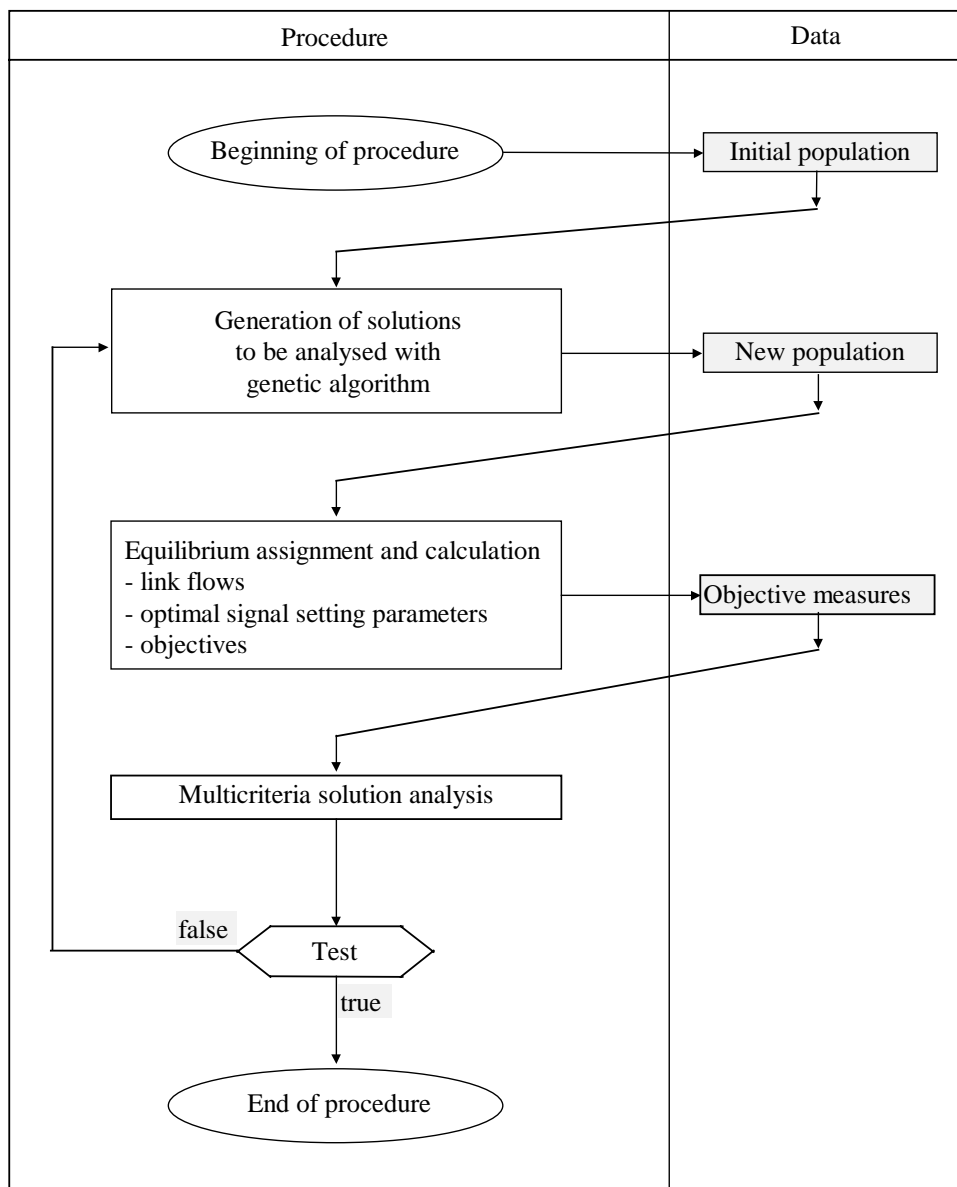 Procedure
Data
Beginning of procedure
Initial population
Generation of solutions
to be analysed with
genetic algorithm
New population
Equilibrium assignment and calculation
- link flows
- optimal signal setting parameters
- objectives
Objective measures
Multicriteria solution analysis
false
Test
true
End of procedure